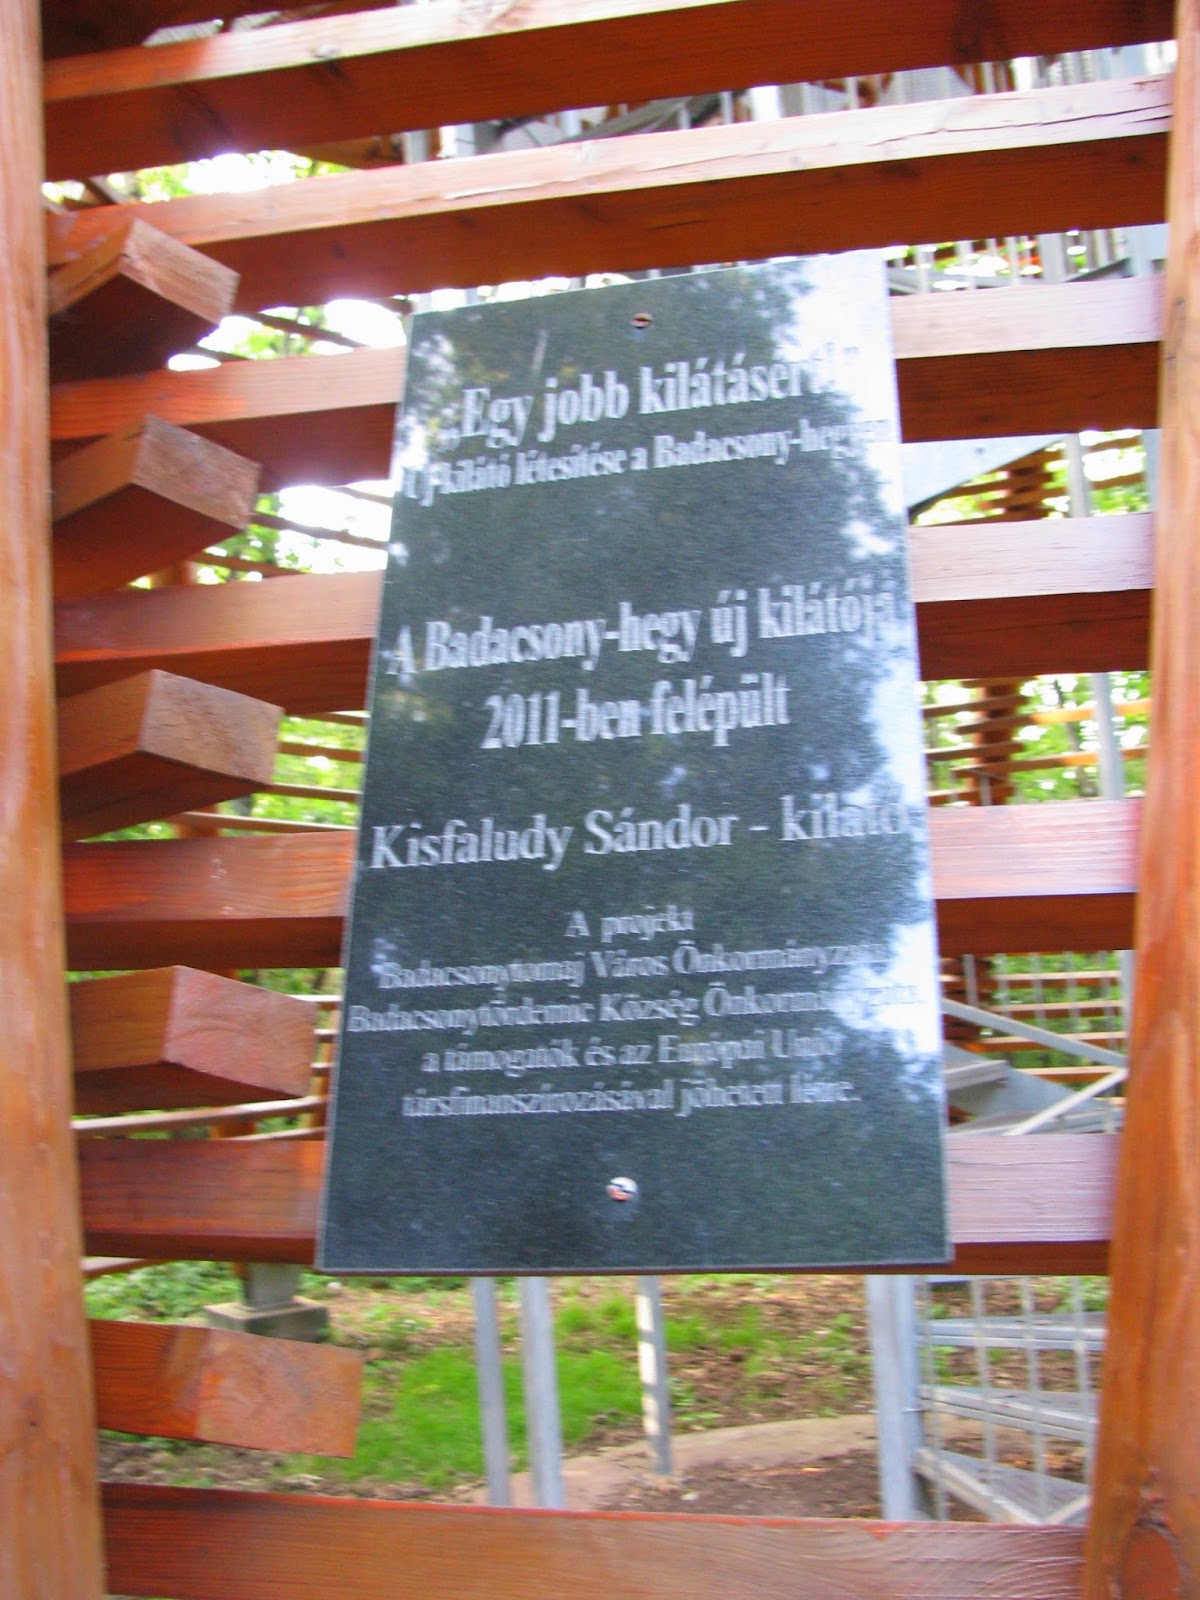 „Egy jobb kilátásért!”
Új kilátó létesítése a Badacsony-hegyen
A Badacsony-hegy új kilátója
2011-ben felépült
Kisfaludy Sándor - kilátó
A projekt
Badacsonytomaj Város Önkormányzata
Badacsonytördemic Község Önkormányzata,
a támogatók és az Európai Unió
társfinanszírozásával jöhetett létre.